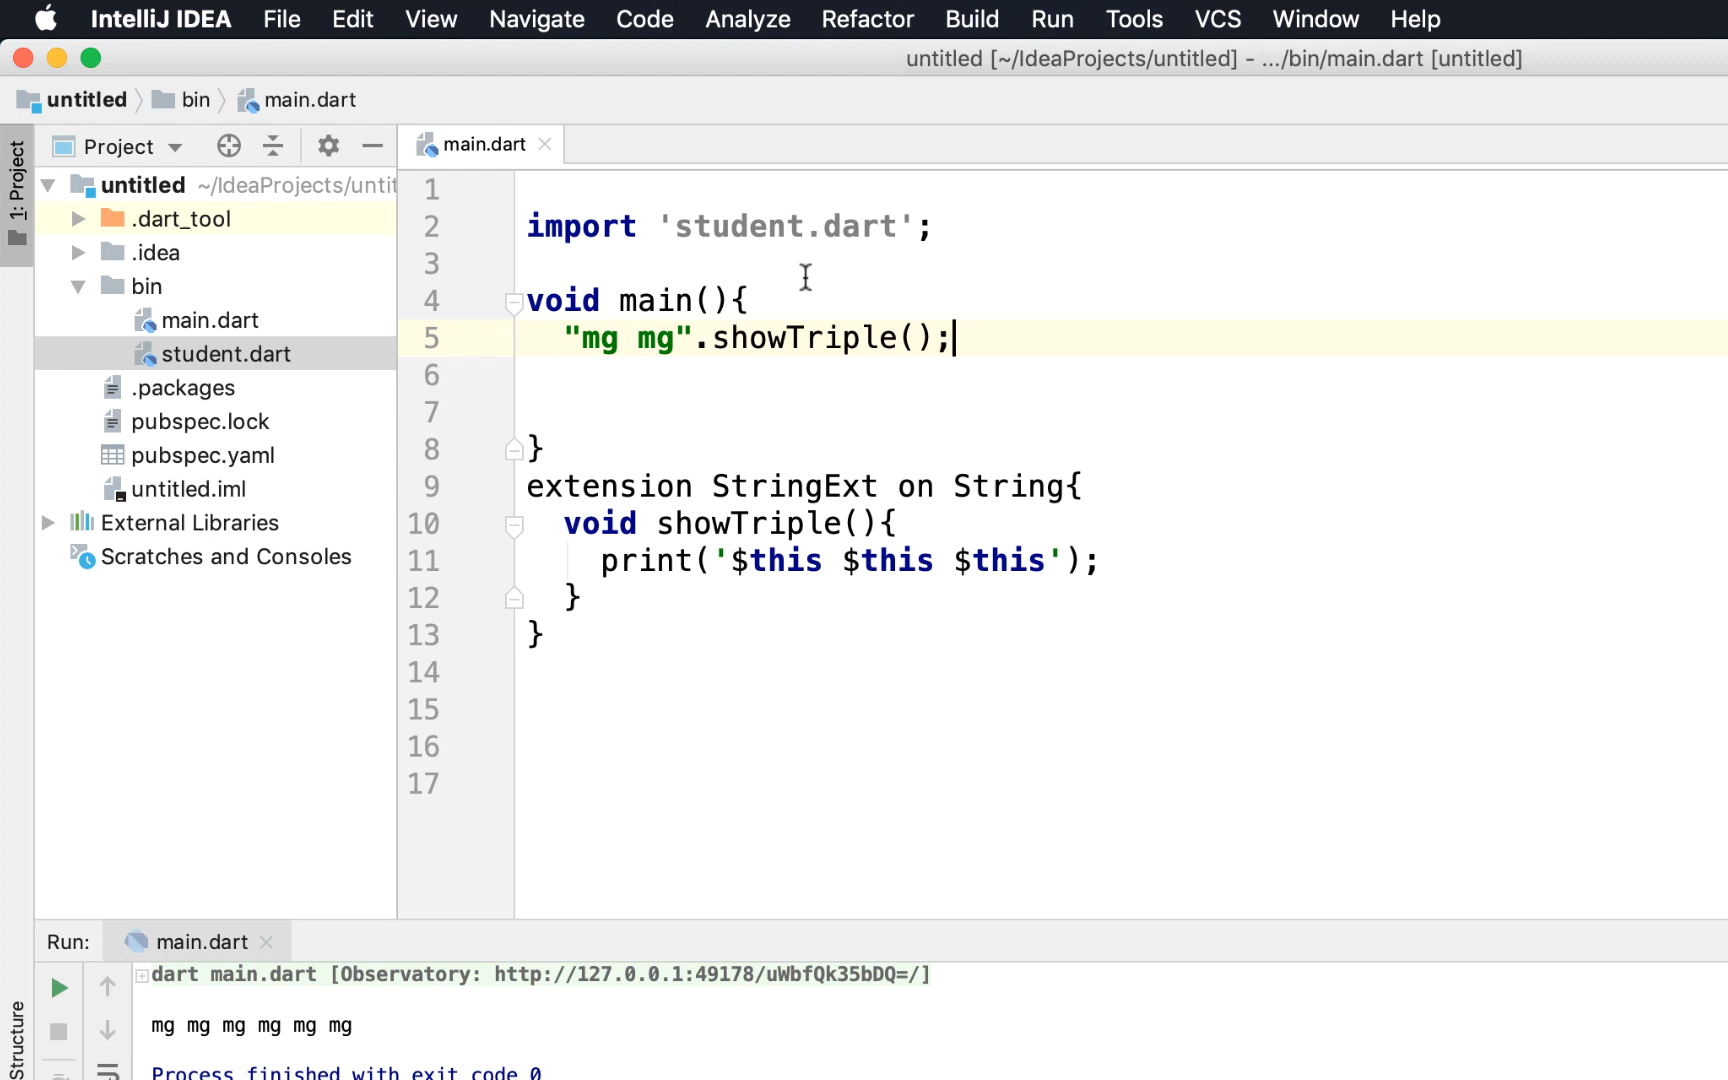 IntelliJ IDEA File Edit View Navigate Code Analyze Refactor Build Run Tools VCS Window Help
untitled [~/IdeaProjects/untitled] - .../bin/main.dart [untitled]
untitled bin main.dart
1: Project
Project
main.dart
untitled ~/IdeaProjects/untit
.dart_tool
.idea
bin
main.dart
student.dart
.packages
pubspec.lock
pubspec.yaml
untitled.iml
External Libraries
Scratches and Consoles
1
2 import 'student.dart';
3
4 void main(){
5 "mg mg".showTriple();
6
7
8 }
9 extension StringExt on String{
10 void showTriple(){
11 print('$this $this $this');
12 }
13 }
14
15
16
17
Run: main.dart
dart main.dart [Observatory: http://127.0.0.1:49178/uWbfQk35bDQ=/]
mg mg mg mg mg mg
Process finished with exit code 0
Structure